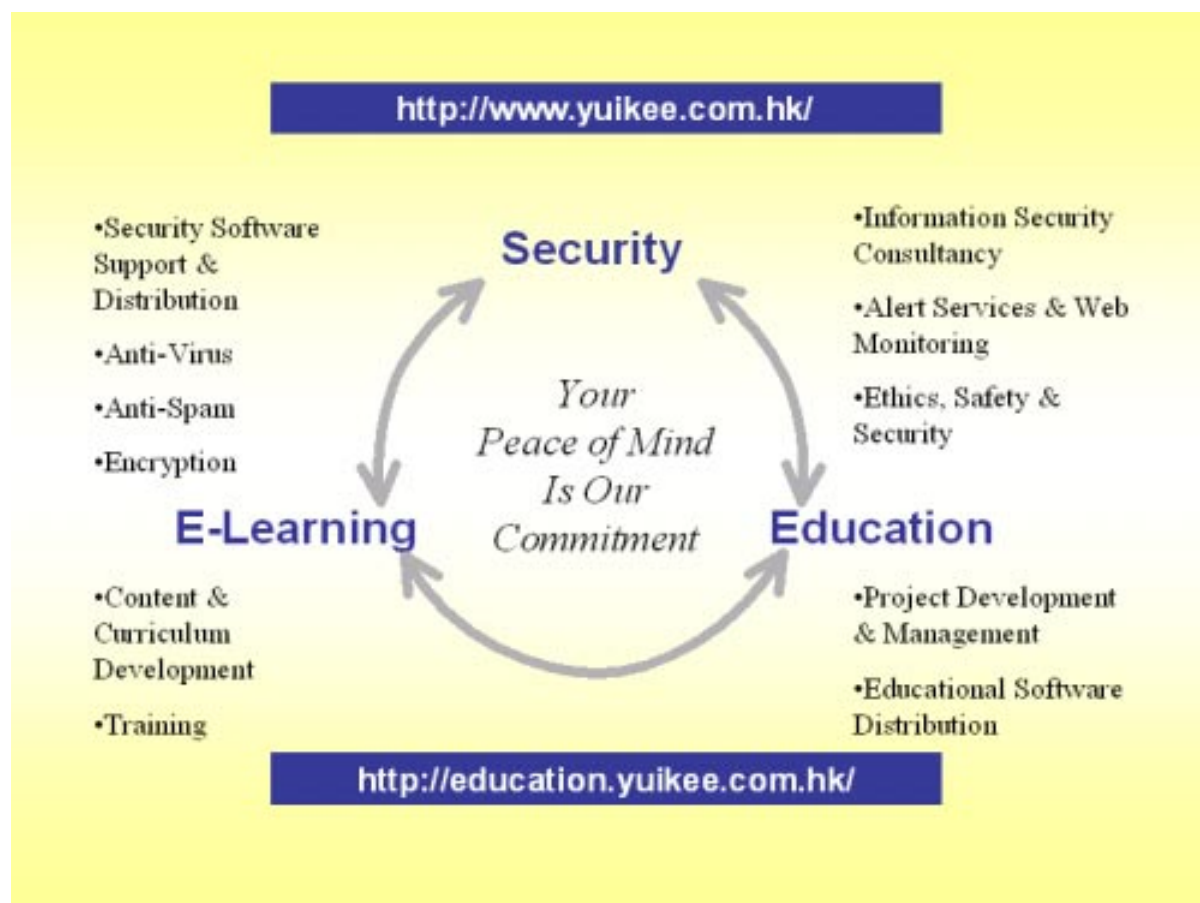 http://www.yuikee.com.hk/
•Security Software
Support &
Distribution
•Anti-Virus
•Anti-Spam
•Encryption
Security
•Information Security
Consultancy
•Alert Services & Web
Monitoring
•Ethics, Safety &
Security
Your
Peace of Mind
Is Our
Commitment
E-Learning
Education
•Content &
Curriculum
Development
•Training
•Project Development
& Management
•Educational Software
Distribution
http://education.yuikee.com.hk/